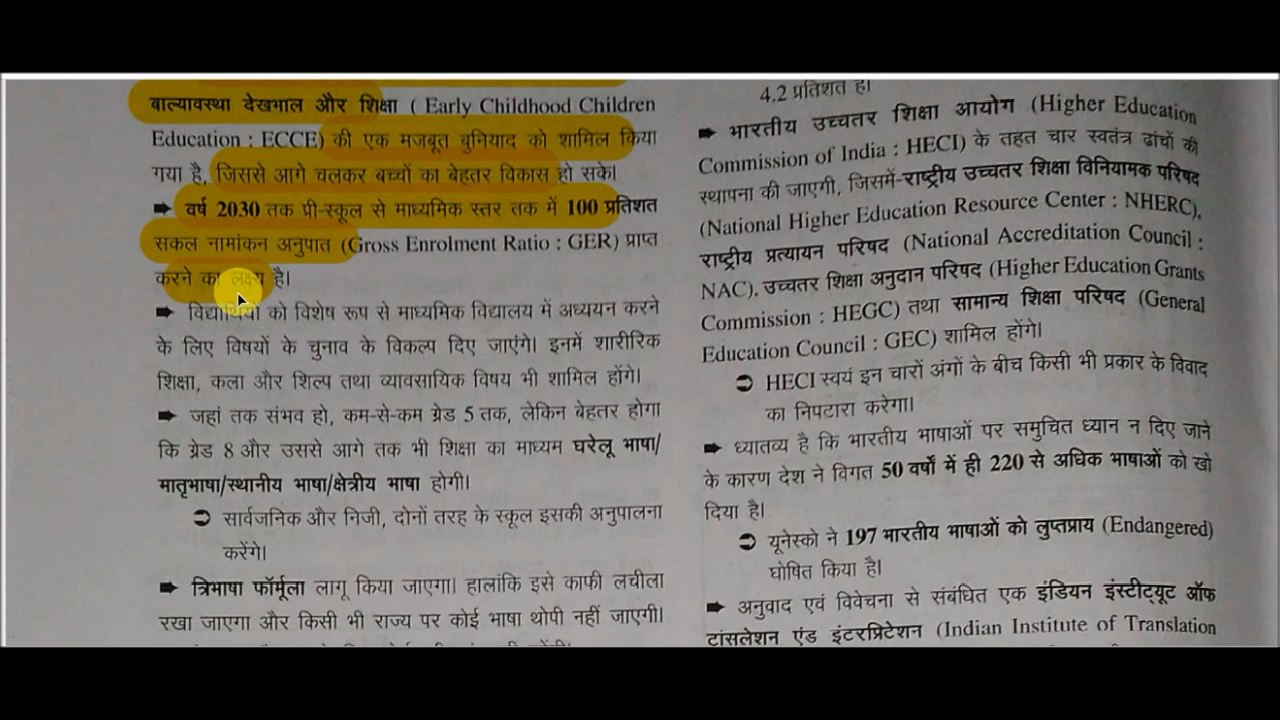 बाल्यावस्था देखभाल और शिक्षा ( Early Childhood Children
Education : ECCE) की एक मजबूत बुनियाद को शामिल किया
गया है, जिससे आगे चलकर बच्चों का बेहतर विकास हो सके।
➡ वर्ष 2030 तक प्री-स्कूल से माध्यमिक स्तर तक में 100 प्रतिशत
सकल नामांकन अनुपात (Gross Enrolment Ratio : GER) प्राप्त
करने का लक्ष्य है।
➡ विद्यार्थियों को विशेष रूप से माध्यमिक विद्यालय में अध्ययन करने
के लिए विषयों के चुनाव के विकल्प दिए जाएंगे। इनमें शारीरिक
शिक्षा, कला और शिल्प तथा व्यावसायिक विषय भी शामिल होंगे।
➡ जहां तक संभव हो, कम-से-कम ग्रेड 5 तक, लेकिन बेहतर होगा
कि ग्रेड 8 और उससे आगे तक भी शिक्षा का माध्यम घरेलू भाषा/
मातृभाषा/स्थानीय भाषा/क्षेत्रीय भाषा होगी।
⊃ सार्वजनिक और निजी, दोनों तरह के स्कूल इसकी अनुपालना
करेंगे।
➡ त्रिभाषा फॉर्मूला लागू किया जाएगा। हालांकि इसे काफी लचीला
रखा जाएगा और किसी भी राज्य पर कोई भाषा थोपी नहीं जाएगी।
4.2 प्रतिशत है।
➡ भारतीय उच्चतर शिक्षा आयोग (Higher Education
Commission of India : HECI) के तहत चार स्वतंत्र ढांचों की
स्थापना की जाएगी, जिसमें-राष्ट्रीय उच्चतर शिक्षा विनियामक परिषद
(National Higher Education Resource Center : NHERC),
राष्ट्रीय प्रत्यायन परिषद (National Accreditation Council :
NAC), उच्चतर शिक्षा अनुदान परिषद (Higher Education Grants
Commission : HEGC) तथा सामान्य शिक्षा परिषद (General
Education Council : GEC) शामिल होंगे।
⊃ HECI स्वयं इन चारों अंगों के बीच किसी भी प्रकार के विवाद
का निपटारा करेगा।
➡ ध्यातव्य है कि भारतीय भाषाओं पर समुचित ध्यान न दिए जाने
के कारण देश ने विगत 50 वर्षों में ही 220 से अधिक भाषाओं को खो
दिया है।
⊃ यूनेस्को ने 197 भारतीय भाषाओं को लुप्तप्राय (Endangered)
घोषित किया है।
➡ अनुवाद एवं विवेचना से संबंधित एक इंडियन इंस्टीट्यूट ऑफ
टांसलेशन एंड इंटरप्रिटेशन (Indian Institute of Translation